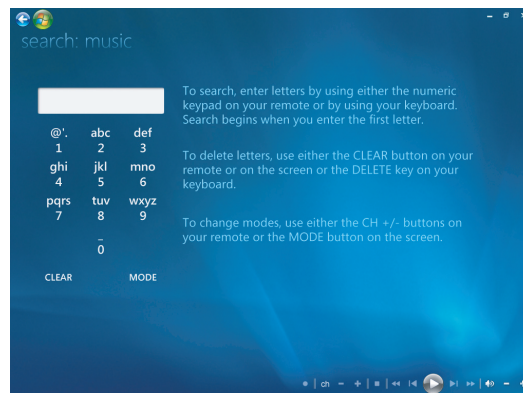 search: music
To search, enter letters by using either the numeric
keypad on your remote or by using your keyboard.
Search begins when you enter the first letter.
@'. abc def
1 2 3
ghi jkl mno
4 5 6
pqrs tuv wxyz
7 8 9
_
0
CLEAR MODE
To delete letters, use either the CLEAR button on your
remote or on the screen or the DELETE key on your
keyboard.
To change modes, use either the CH +/- buttons on
your remote or the MODE button on the screen.
ch - +
- +